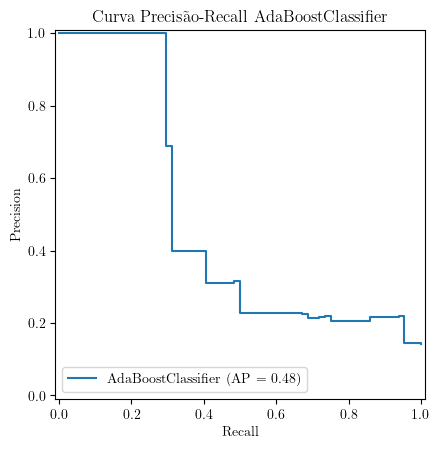 Curva Precisão-Recall AdaBoostClassifier
1.0
0.8
0.6
0.4
0.2
0.0
Precision
AdaBoostClassifier (AP = 0.48)
0.0 0.2 0.4 0.6 0.8 1.0
Recall